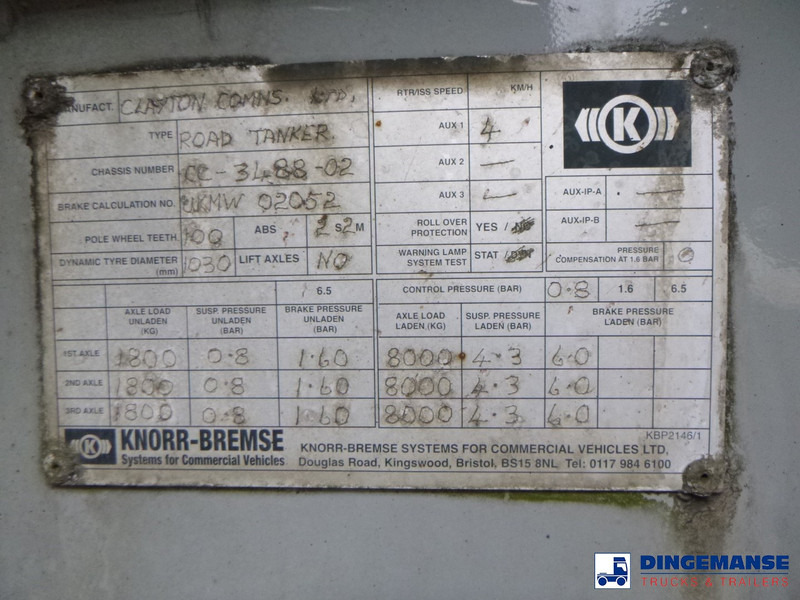 MANUFACT. CLAYTON COMNS. LTD. RTR/ISS SPEED KM/H
TYPE ROAD TANKER. AUX 1 4 K
CHASSIS NUMBER CC-3488-02 AUX 2 —
BRAKE CALCULATION NO. UKMW 02052 AUX 3 — AUX-IP-A —
POLE WHEEL TEETH 100 ABS 2 S 2 M ROLL OVER PROTECTION YES / NO AUX-IP-B —
DYNAMIC TYRE DIAMETER (mm) 1030 LIFT AXLES NO WARNING LAMP SYSTEM TEST STAT PRESSURE COMPENSATION AT 1.6 BAR
6.5 CONTROL PRESSURE (BAR) 0.8 1.6 6.5
AXLE LOAD UNLADEN (KG) SUSP. PRESSURE UNLADEN (BAR) BRAKE PRESSURE UNLADEN (BAR) AXLE LOAD LADEN (KG) SUSP. PRESSURE LADEN (BAR) BRAKE PRESSURE LADEN (BAR)
1ST AXLE 1800 0.8 1.60 8000 4.3 6.0
2ND AXLE 1800 0.8 1.60 8000 4.3 6.0
3RD AXLE 1800 0.8 1.60 8000 4.3 6.0
K KNORR-BREMSE KBP2146/1
Systems for Commercial Vehicles
KNORR-BREMSE SYSTEMS FOR COMMERCIAL VEHICLES LTD,
Douglas Road, Kingswood, Bristol, BS15 8NL Tel: 0117 984 6100
DINGEMANSE
TRUCKS & TRAILERS